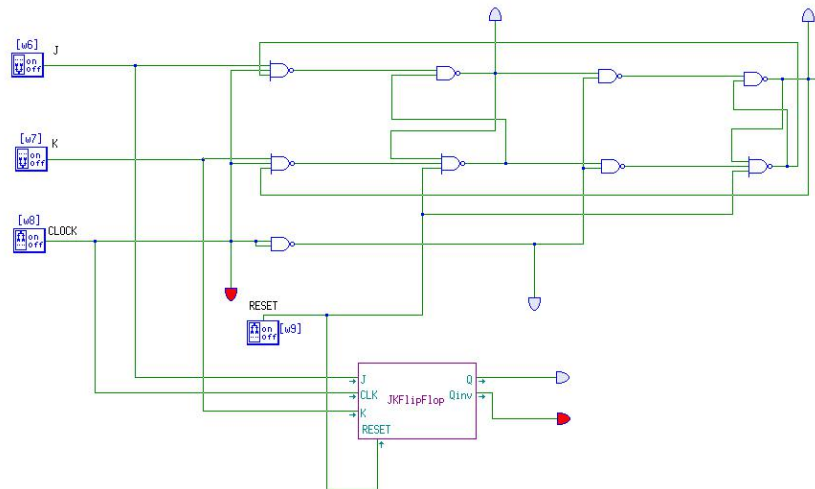 [w6]
J
on
off
[w7]
K
on
off
[w8]
CLOCK
on
off
RESET
on
off
[w9]
J
Q
CLK
Qinv
JKFlipFlop
K
RESET